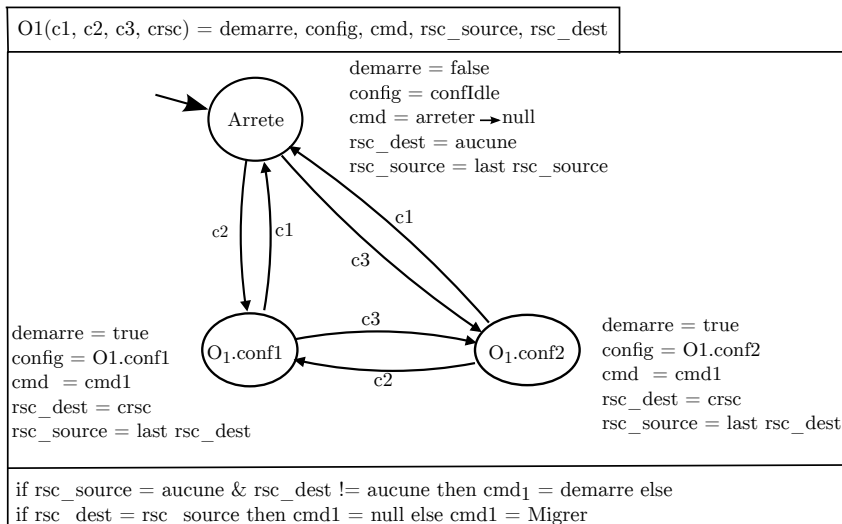 O1(c1, c2, c3, crsc) = demarre, config, cmd, rsc_source, rsc_dest
demarre = false
config = confIdle
cmd = arreter → null
rsc_dest = aucune
rsc_source = last rsc_source
Arrete
c2
c1
c1
c3
c3
c2
O1.conf1
O1.conf2
demarre = true
config = O1.conf1
cmd = cmd1
rsc_dest = crsc
rsc_source = last rsc_dest
demarre = true
config = O1.conf2
cmd = cmd1
rsc_dest = crsc
rsc_source = last rsc_dest
if rsc_source = aucune & rsc_dest != aucune then cmd1 = demarre else
if rsc_dest = rsc_source then cmd1 = null else cmd1 = Migrer